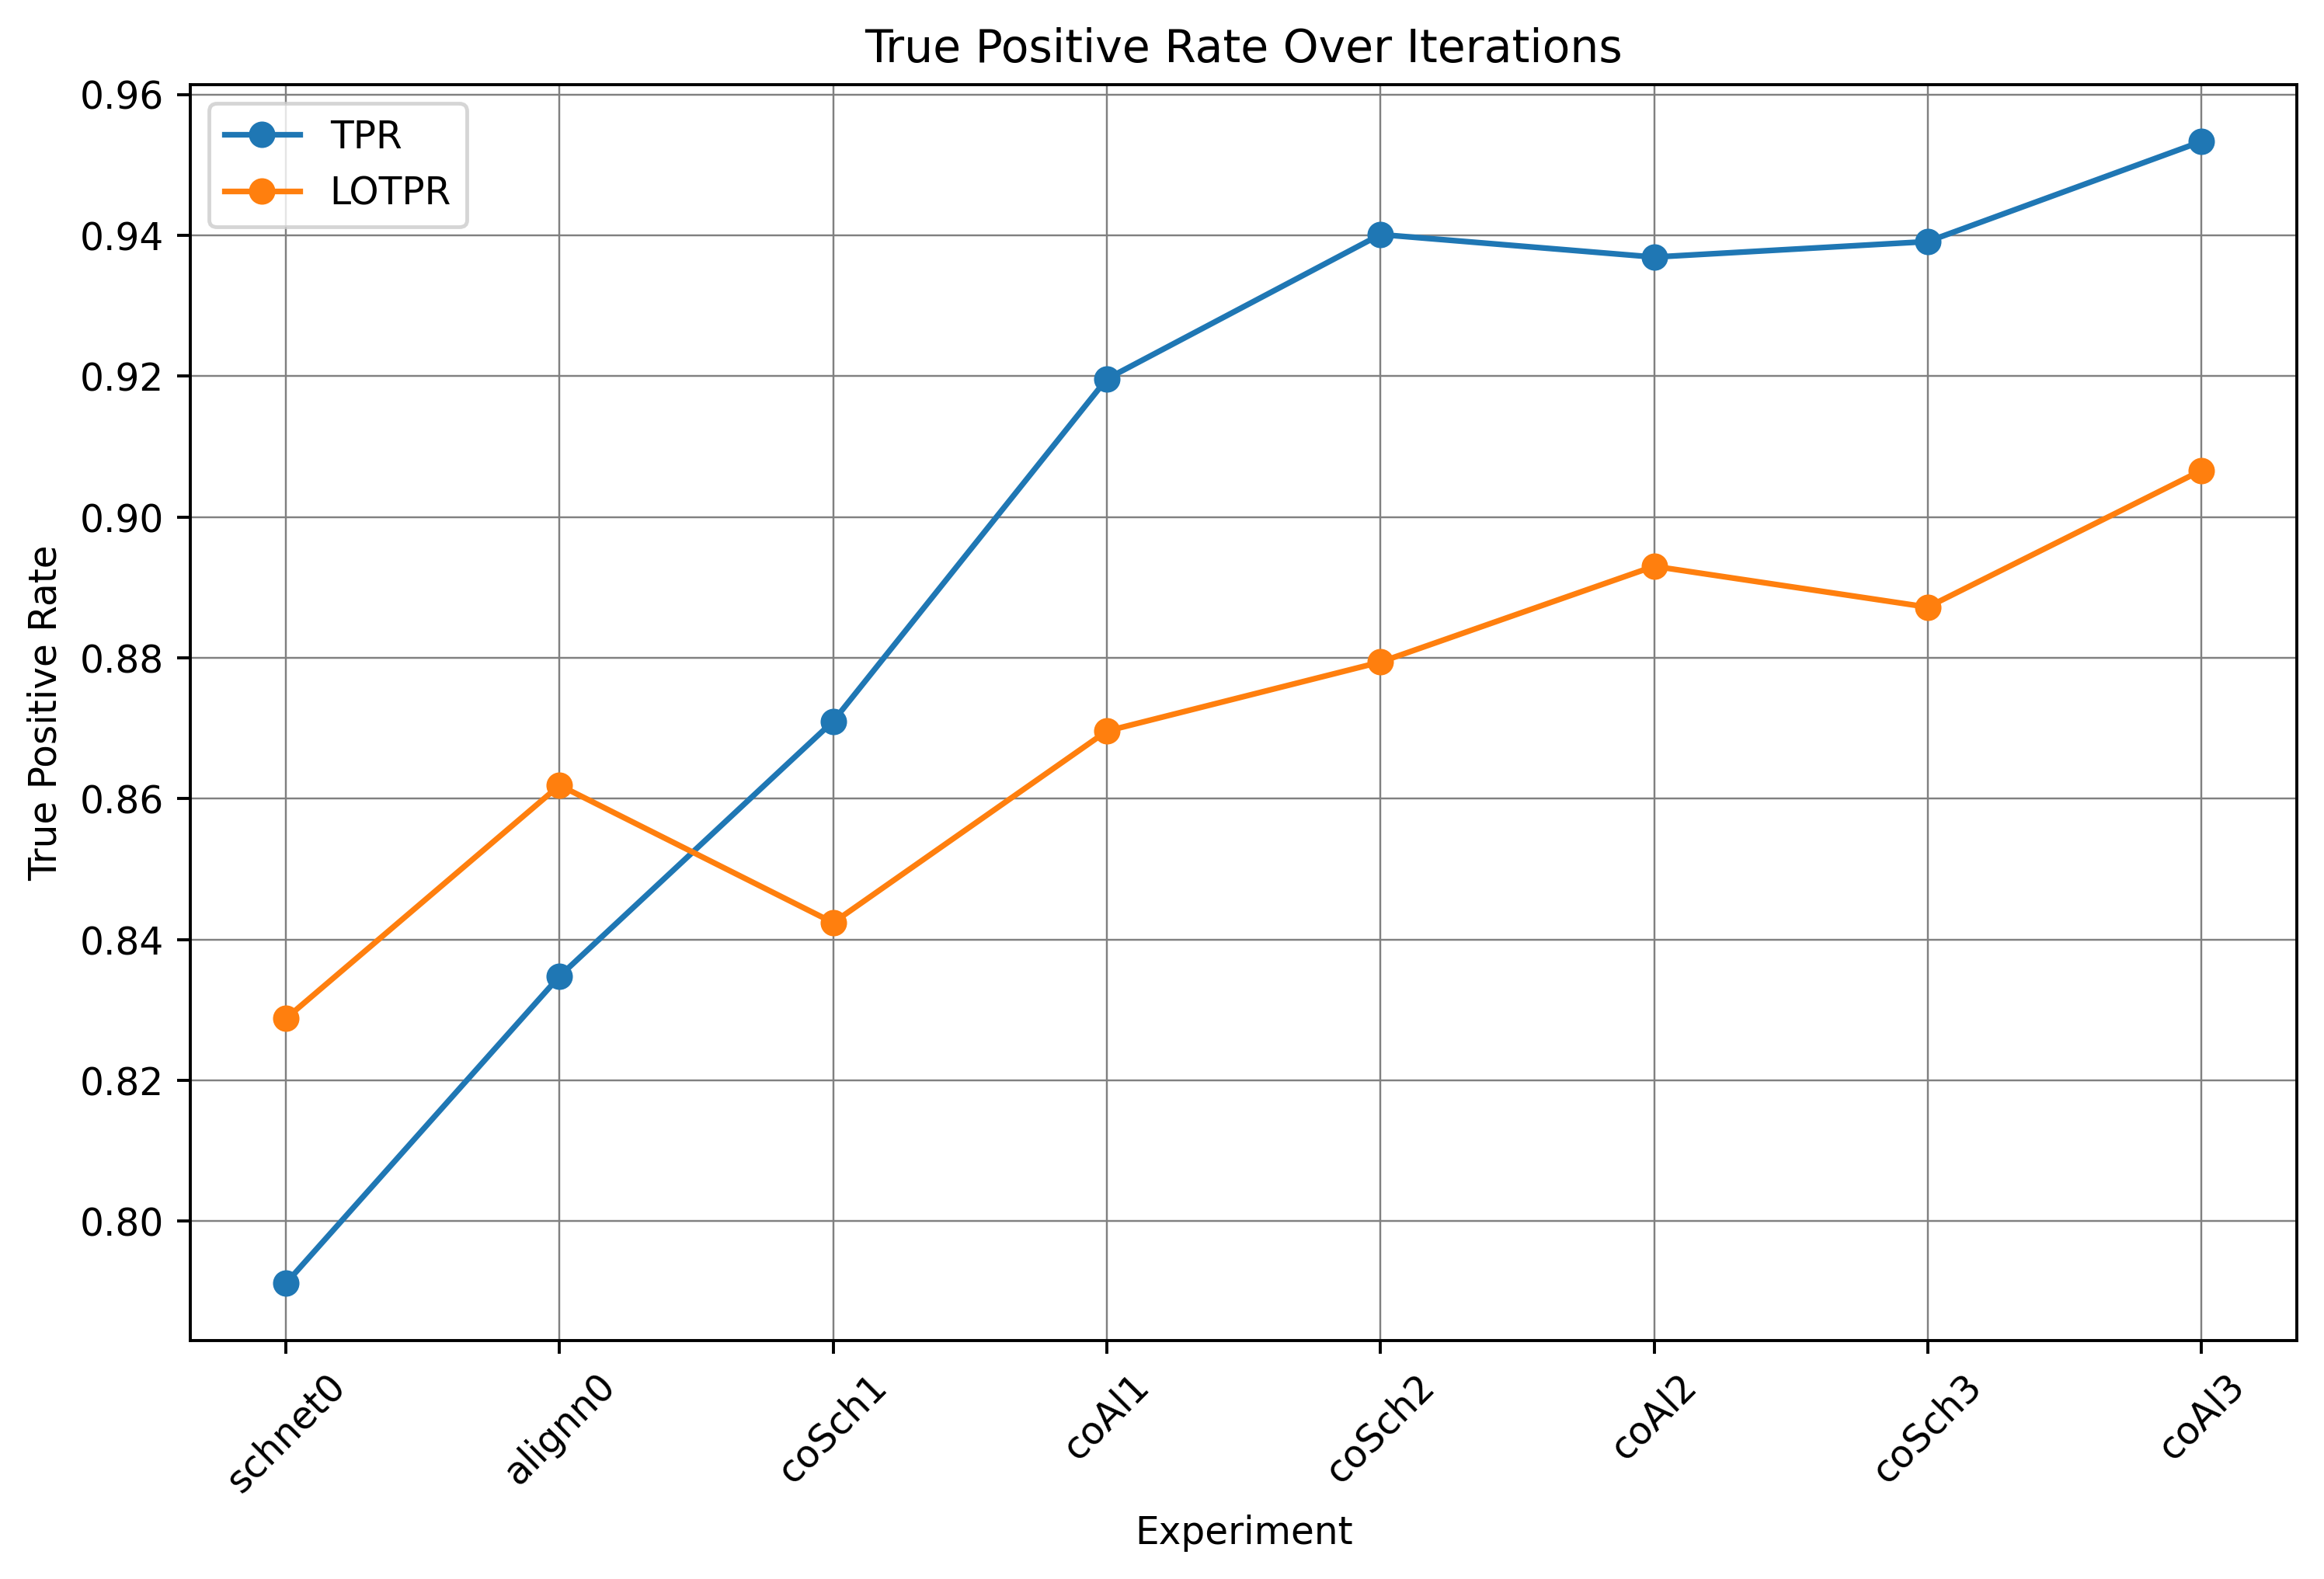 True Positive Rate Over Iterations
TPR
LOTPR
True Positive Rate
0.96
0.94
0.92
0.90
0.88
0.86
0.84
0.82
0.80
schnet0
alignn0
coSch1
coAl1
coSch2
coAl2
coSch3
coAl3
Experiment